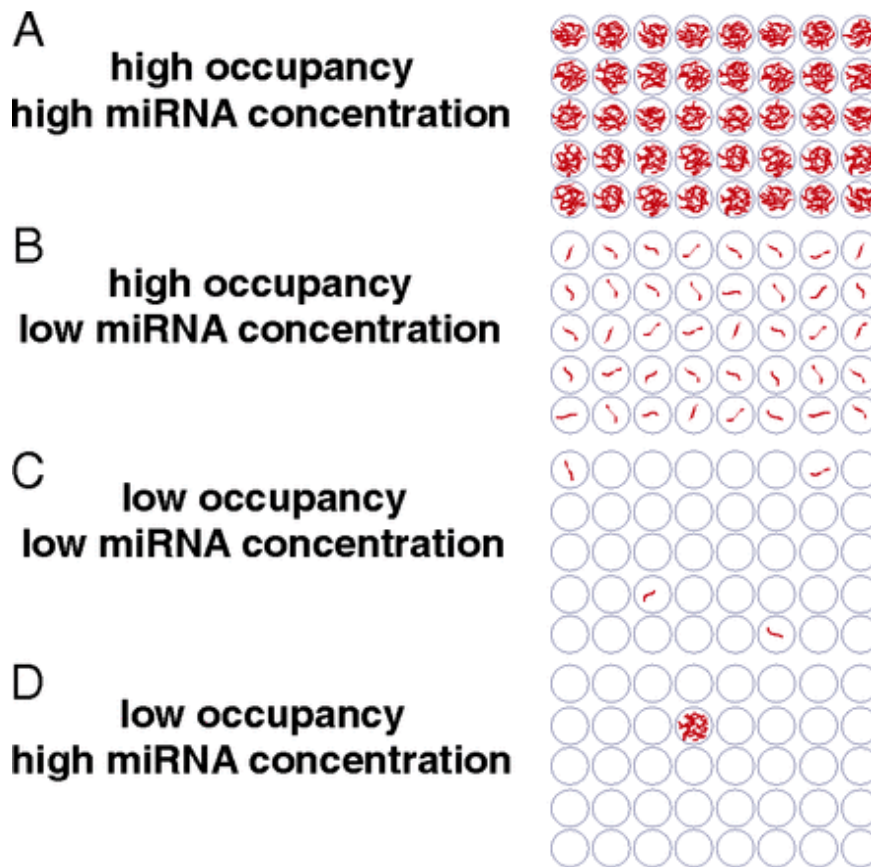 A
high occupancy
high miRNA concentration
B
high occupancy
low miRNA concentration
C
low occupancy
low miRNA concentration
D
low occupancy
high miRNA concentration